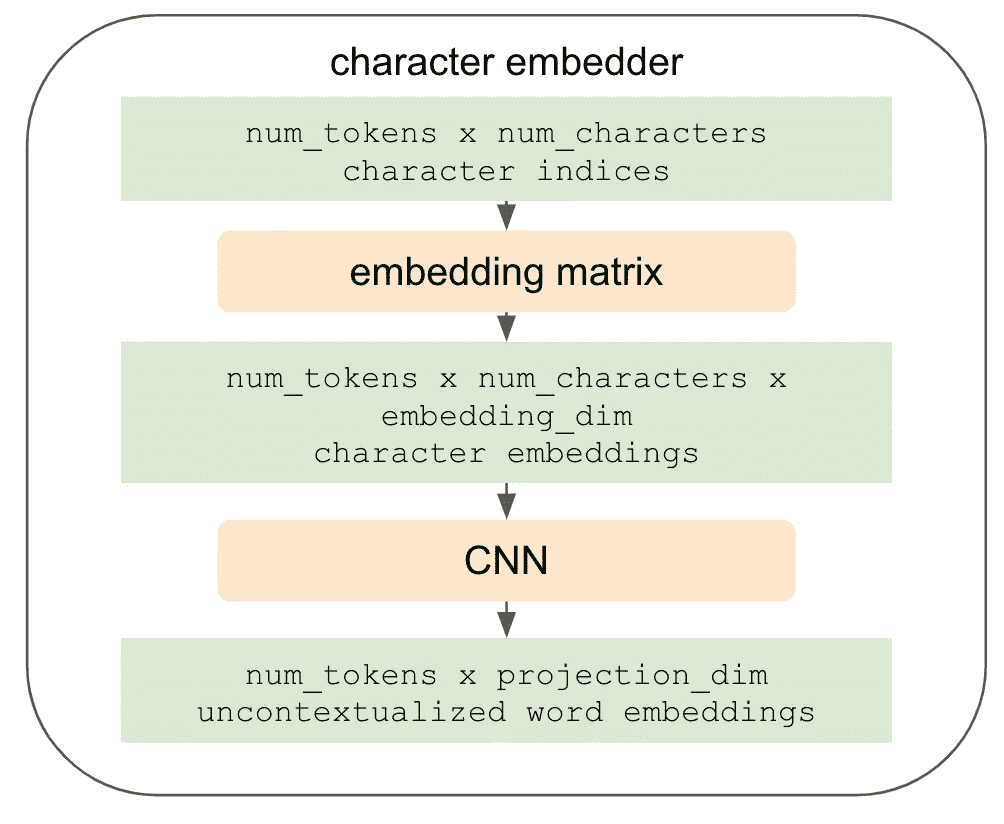 character embedder
num_tokens x num_characters
character indices
embedding matrix
num_tokens x num_characters x
embedding_dim
character embeddings
CNN
num_tokens x projection_dim
uncontextualized word embeddings